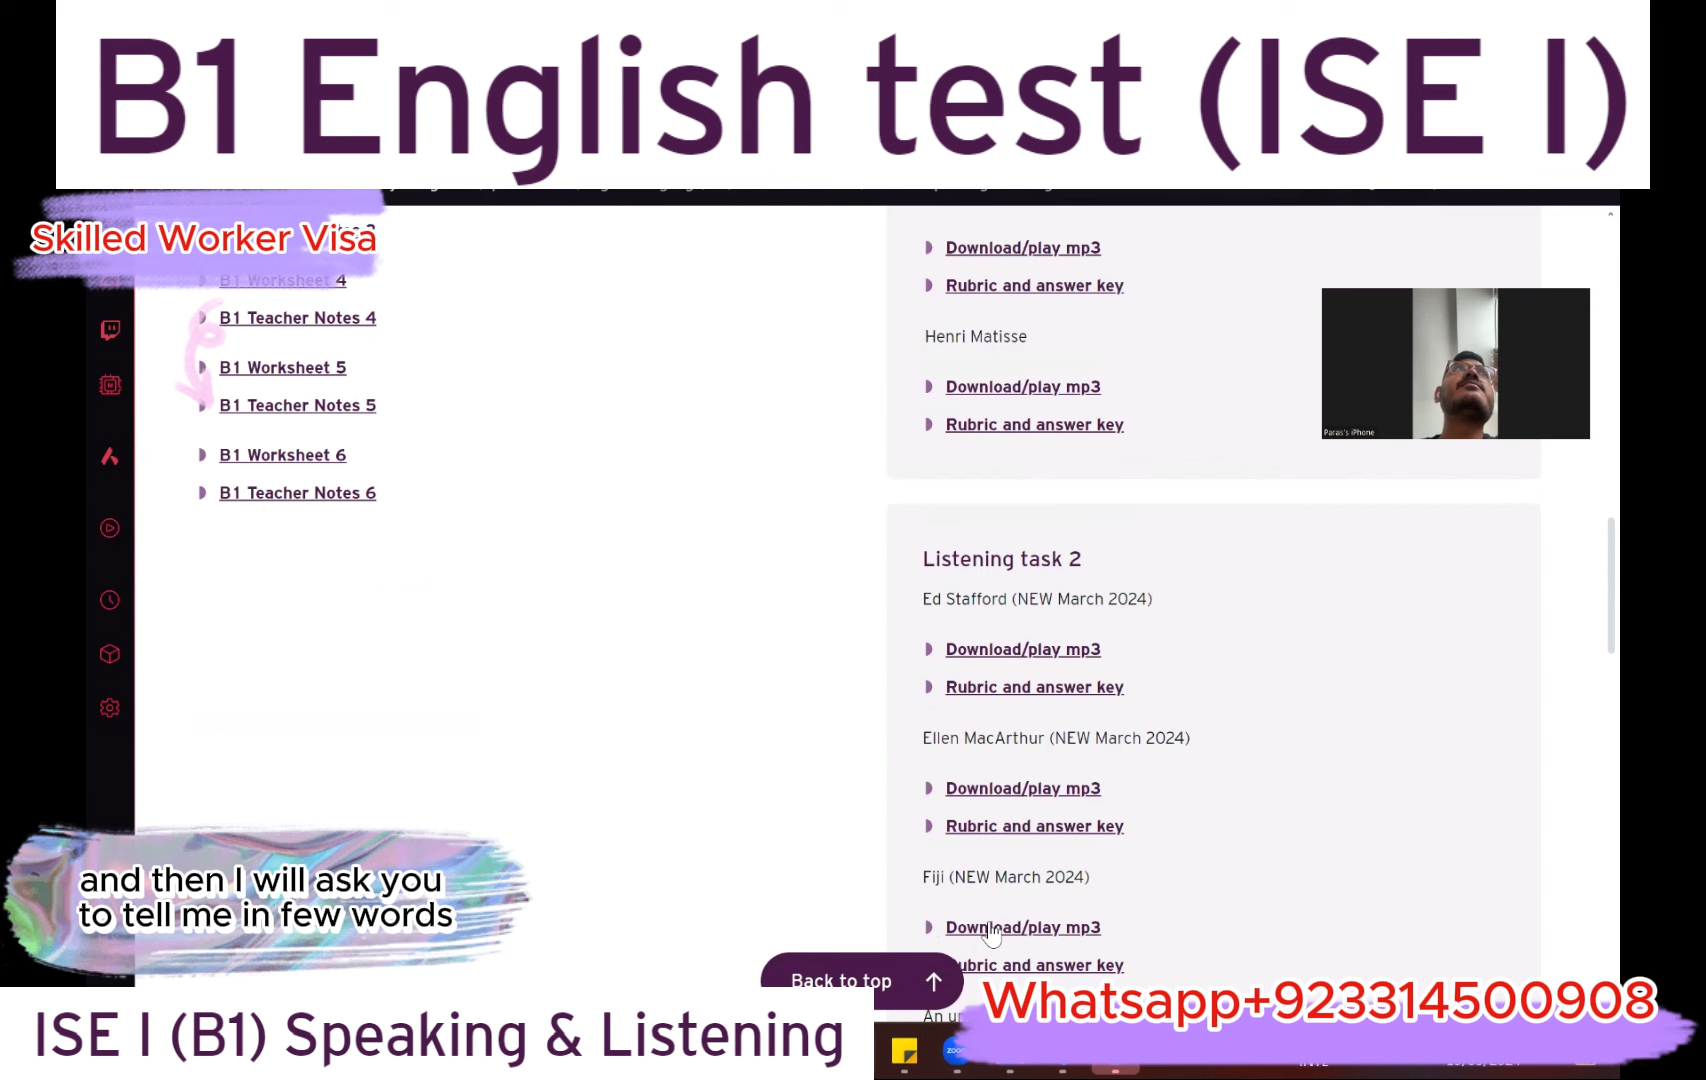 B1 English test (ISE I)
Skilled Worker Visa
B1 Worksheet 4
B1 Teacher Notes 4
B1 Worksheet 5
B1 Teacher Notes 5
B1 Worksheet 6
B1 Teacher Notes 6
Download/play mp3
Rubric and answer key
Henri Matisse
Download/play mp3
Rubric and answer key
Paras's iPhone
Listening task 2
Ed Stafford (NEW March 2024)
Download/play mp3
Rubric and answer key
Ellen MacArthur (NEW March 2024)
Download/play mp3
Rubric and answer key
Fiji (NEW March 2024)
Download/play mp3
ubric and answer key
An u
Back to top
and then I will ask you
to tell me in few words
Whatsapp+923314500908
ISE I (B1) Speaking & Listening
zoom